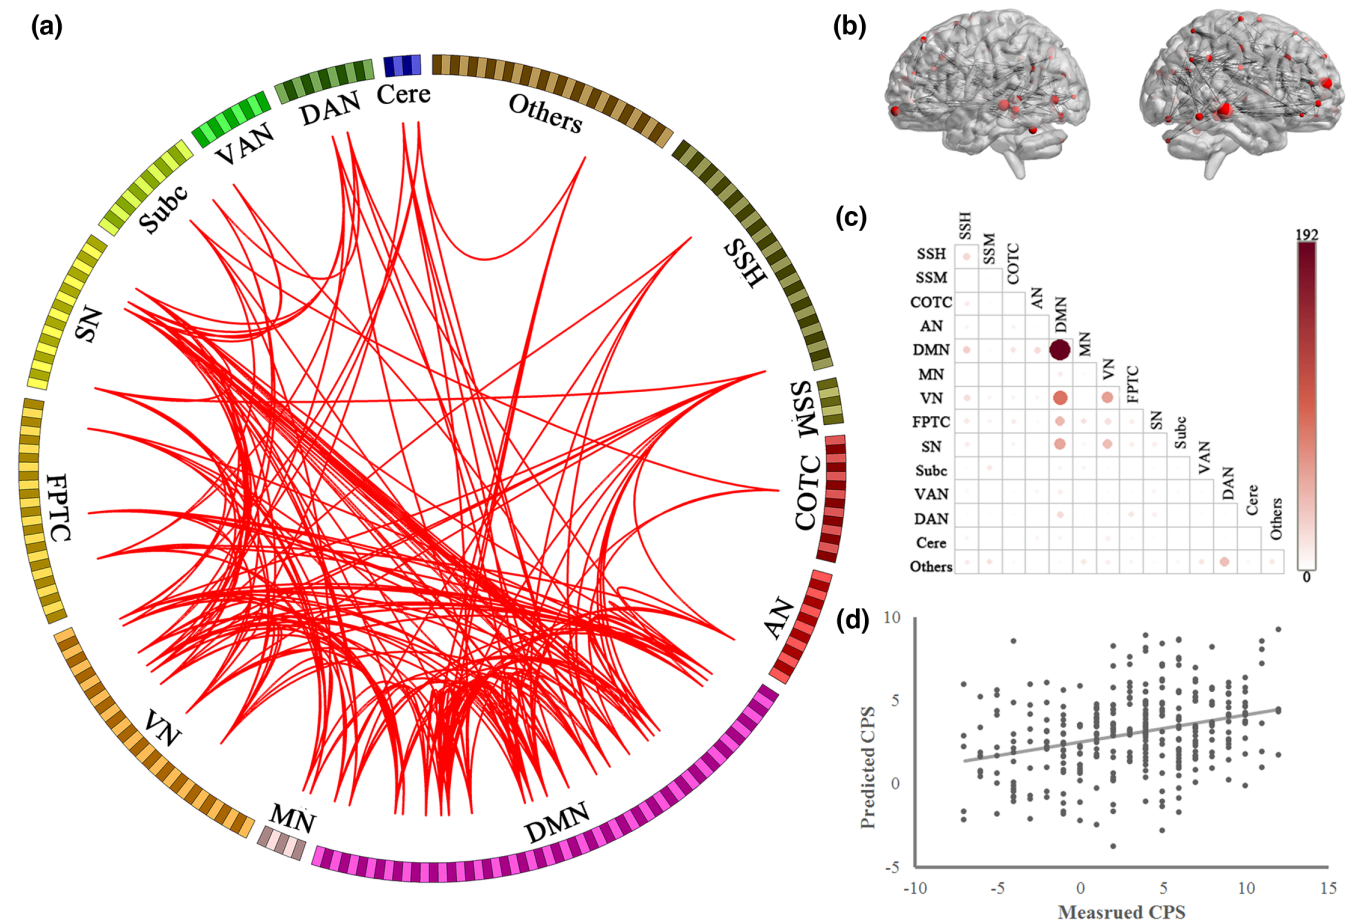 (a)
Cere
Others
DAN
VAN
Subc
SN
FPTC
VN
MN
DMN
AN
COTC
SSM
SSH
(b)
(c)
SSH
SSM
COTC
AN
DMN
MN
VN
FPTC
SN
Subc
VAN
DAN
Cere
Others
SSH
SSM
COTC
AN
DMN
MN
VN
FPTC
SN
Subc
VAN
DAN
Cere
Others
192
0
(d)
10
5
0
-5
Predicted CPS
-10
-5
0
5
10
15
Measrued CPS